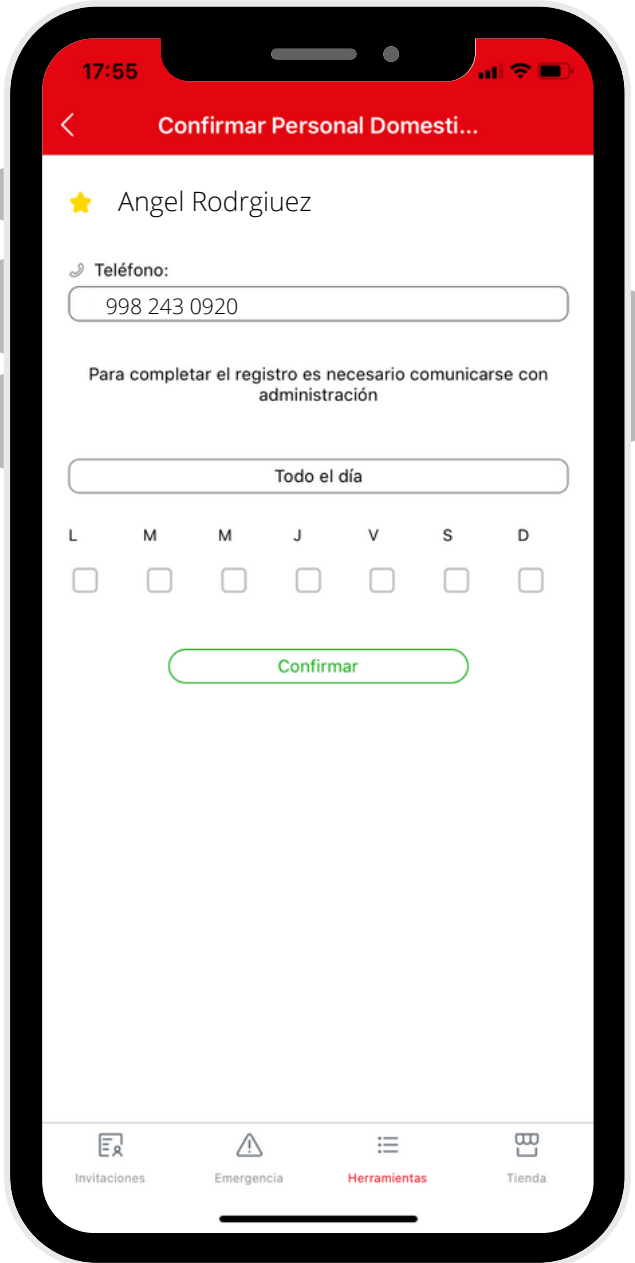 17:55
Confirmar Personal Domesti...
Angel Rodrgiuez
Teléfono:
998 243 0920
Para completar el registro es necesario comunicarse con
administración
Todo el día
L M M J V S D
Confirmar
Invitaciones Emergencia Herramientas Tienda